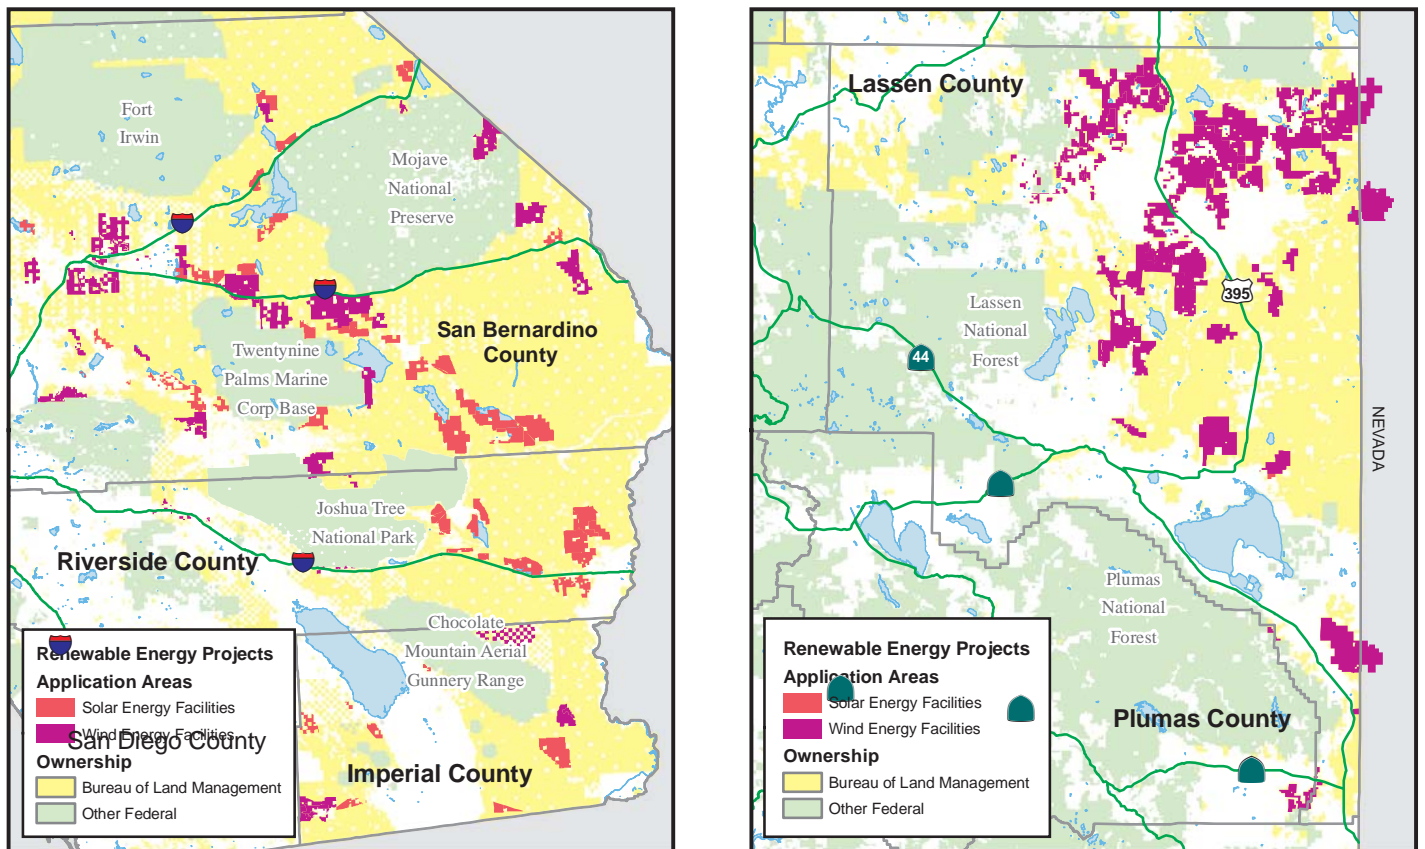 Fort
Irwin
Mojave
National
Preserve
San Bernardino
County
Twentynine
Palms Marine
Corp Base
Joshua Tree
National Park
Riverside County
Chocolate
Mountain Aerial
Gunnery Range
Imperial County
San Diego County
Renewable Energy Projects
Application Areas
Solar Energy Facilities
Wind Energy Facilities
Ownership
Bureau of Land Management
Other Federal
Lassen County
395
Lassen
National
Forest
44
NEVADA
Plumas
National
Forest
Plumas County
Renewable Energy Projects
Application Areas
Solar Energy Facilities
Wind Energy Facilities
Ownership
Bureau of Land Management
Other Federal